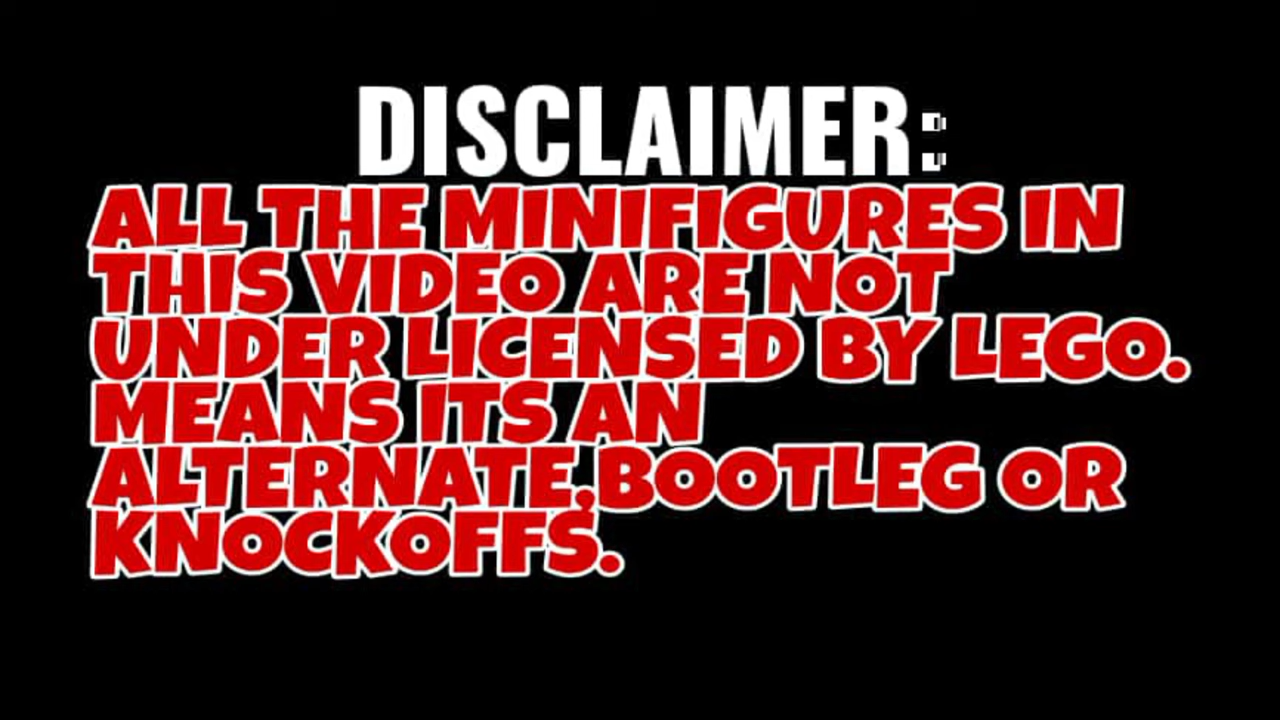 DISCLAIMER:
ALL THE MINIFIGURES IN
THIS VIDEO ARE NOT
UNDER LICENSED BY LEGO.
MEANS ITS AN
ALTERNATE,BOOTLEG OR
KNOCKOFFS.